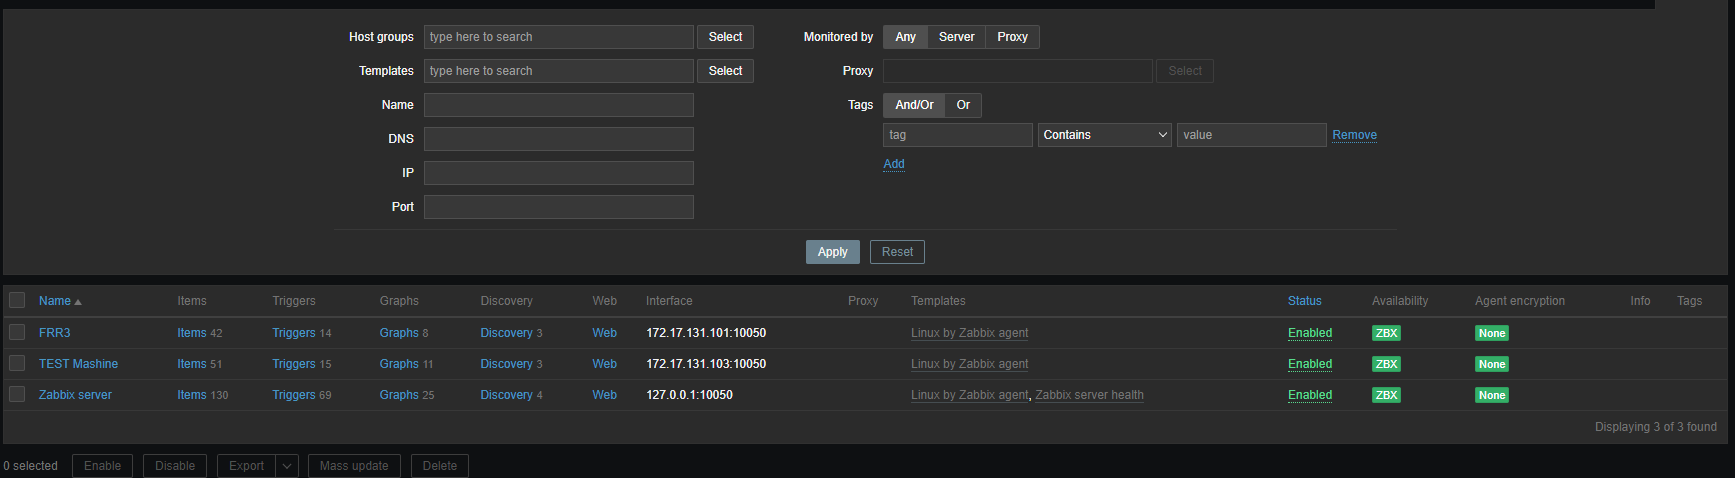 Host groups type here to search Select Monitored by Any Server Proxy
Templates type here to search Select Proxy Select
Name Tags And/Or Or
DNS tag Contains value Remove
IP Add
Port
Apply Reset
Name Items Triggers Graphs Discovery Web Interface Proxy Templates Status Availability Agent encryption Info Tags
FRR3 Items 42 Triggers 14 Graphs 8 Discovery 3 Web 172.17.131.101:10050 Linux by Zabbix agent Enabled ZBX None
TEST Mashine Items 51 Triggers 15 Graphs 11 Discovery 3 Web 172.17.131.103:10050 Linux by Zabbix agent Enabled ZBX None
Zabbix server Items 130 Triggers 69 Graphs 25 Discovery 4 Web 127.0.0.1:10050 Linux by Zabbix agent, Zabbix server health Enabled ZBX None
Displaying 3 of 3 found
0 selected Enable Disable Export Mass update Delete